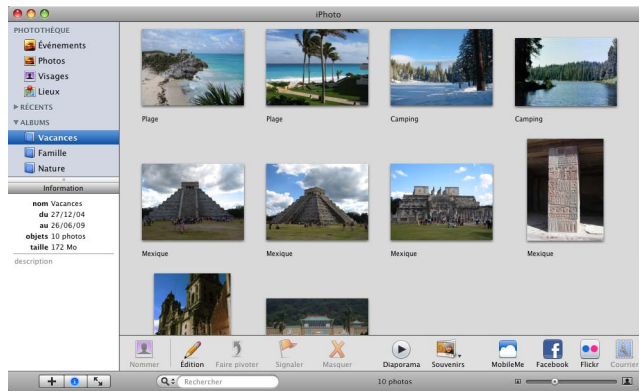 iPhoto
PHOTOTHÈQUE
Événements
Photos
Visages
Lieux
RÉCENTS
ALBUMS
Vacances
Famille
Nature
Information
nom Vacances
du 27/12/04
au 26/06/09
objets 10 photos
taille 172 Mo
description
Plage
Plage
Camping
Camping
Mexique
Mexique
Mexique
Mexique
Nommer
Édition
Faire pivoter
Signaler
Masquer
Diaporama
Souvenirs
MobileMe
Facebook
Flickr
Courrier
Rechercher
10 photos